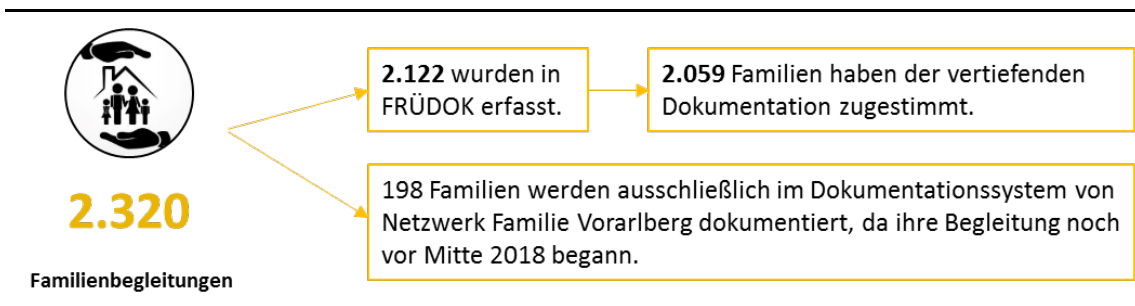 2.122 wurden in
FRÜDOK erfasst.
2.059 Familien haben der vertiefenden
Dokumentation zugestimmt.
198 Familien werden ausschließlich im Dokumentationssystem von
Netzwerk Familie Vorarlberg dokumentiert, da ihre Begleitung noch
vor Mitte 2018 begann.
2.320
Familienbegleitungen